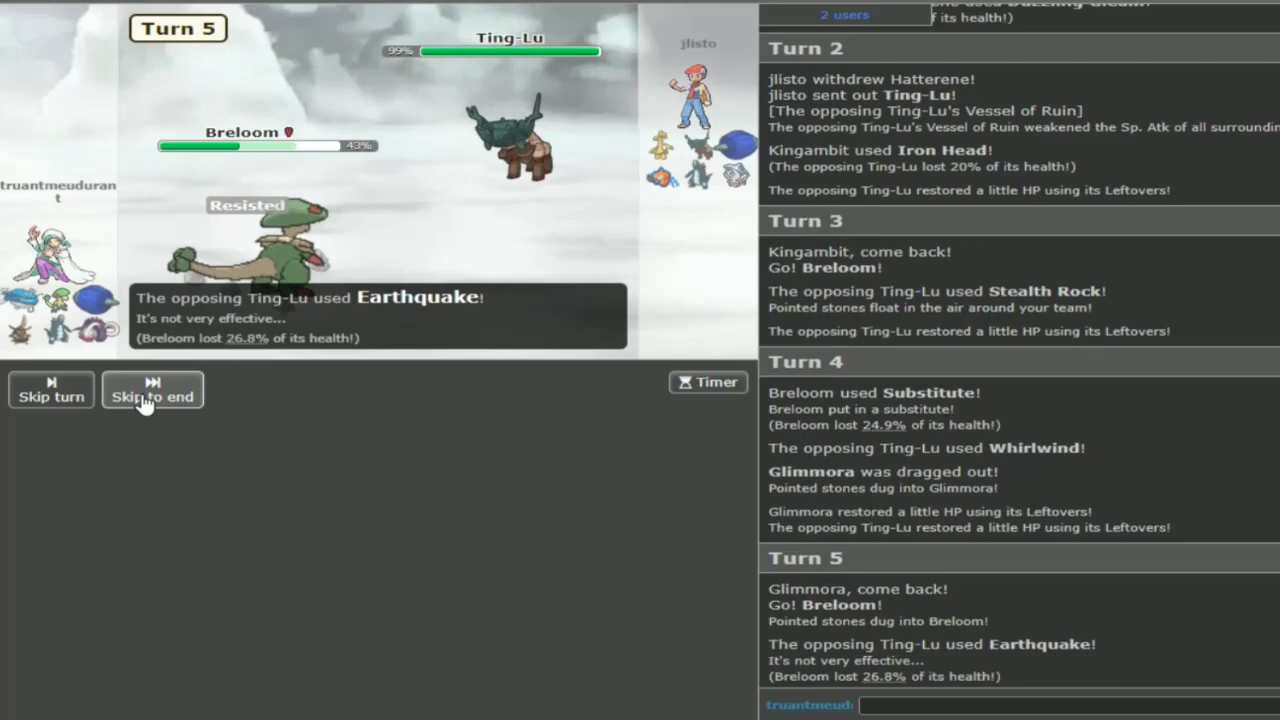 Turn 5
Ting-Lu
99%
jlisto
Breloom
43%
truantmeuduran
t
Resisted
The opposing Ting-Lu used Earthquake!
It's not very effective...
(Breloom lost 26.8% of its health!)
Skip turn
Skip to end
Timer
2 users
f its health!)
Turn 2
jlisto withdrew Hatterene!
jlisto sent out Ting-Lu!
[The opposing Ting-Lu's Vessel of Ruin]
The opposing Ting-Lu's Vessel of Ruin weakened the Sp. Atk of all surroundin
Kingambit used Iron Head!
(The opposing Ting-Lu lost 20% of its health!)
The opposing Ting-Lu restored a little HP using its Leftovers!
Turn 3
Kingambit, come back!
Go! Breloom!
The opposing Ting-Lu used Stealth Rock!
Pointed stones float in the air around your team!
The opposing Ting-Lu restored a little HP using its Leftovers!
Turn 4
Breloom used Substitute!
Breloom put in a substitute!
(Breloom lost 24.9% of its health!)
The opposing Ting-Lu used Whirlwind!
Glimmora was dragged out!
Pointed stones dug into Glimmora!
Glimmora restored a little HP using its Leftovers!
The opposing Ting-Lu restored a little HP using its Leftovers!
Turn 5
Glimmora, come back!
Go! Breloom!
Pointed stones dug into Breloom!
The opposing Ting-Lu used Earthquake!
It's not very effective...
(Breloom lost 26.8% of its health!)
truantmeud